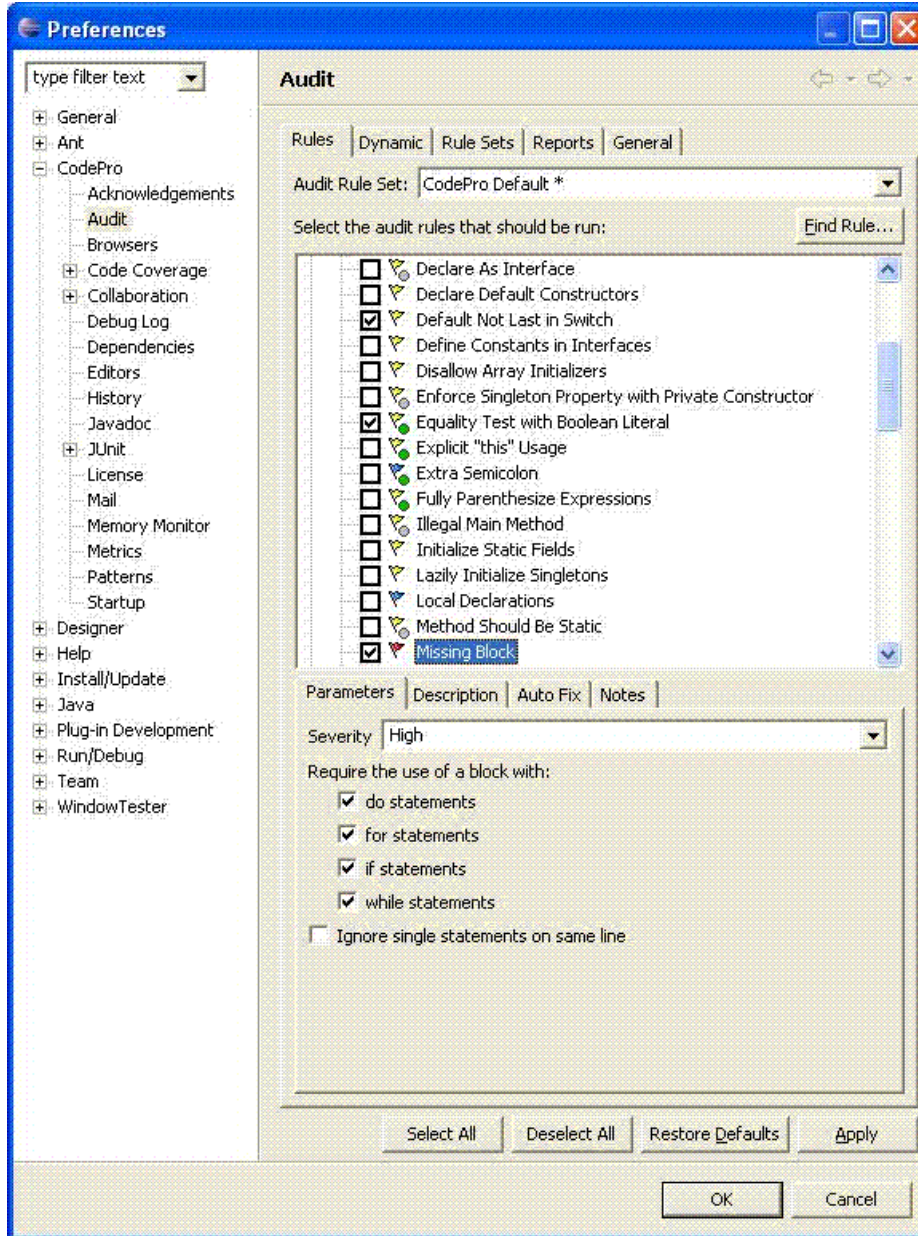 Preferences
type filter text
General
Ant
CodePro
Acknowledgements
Audit
Browsers
Code Coverage
Collaboration
Debug Log
Dependencies
Editors
History
Javadoc
JUnit
License
Mail
Memory Monitor
Metrics
Patterns
Startup
Designer
Help
Install/Update
Java
Plug-in Development
Run/Debug
Team
WindowTester
Audit
Rules Dynamic Rule Sets Reports General
Audit Rule Set: CodePro Default *
Select the audit rules that should be run: Find Rule...
Declare As Interface
Declare Default Constructors
Default Not Last in Switch
Define Constants in Interfaces
Disallow Array Initializers
Enforce Singleton Property with Private Constructor
Equality Test with Boolean Literal
Explicit "this" Usage
Extra Semicolon
Fully Parenthesize Expressions
Illegal Main Method
Initialize Static Fields
Lazily Initialize Singletons
Local Declarations
Method Should Be Static
Missing Block
Parameters Description Auto Fix Notes
Severity High
Require the use of a block with:
do statements
for statements
if statements
while statements
Ignore single statements on same line
Select All Deselect All Restore Defaults Apply
OK Cancel